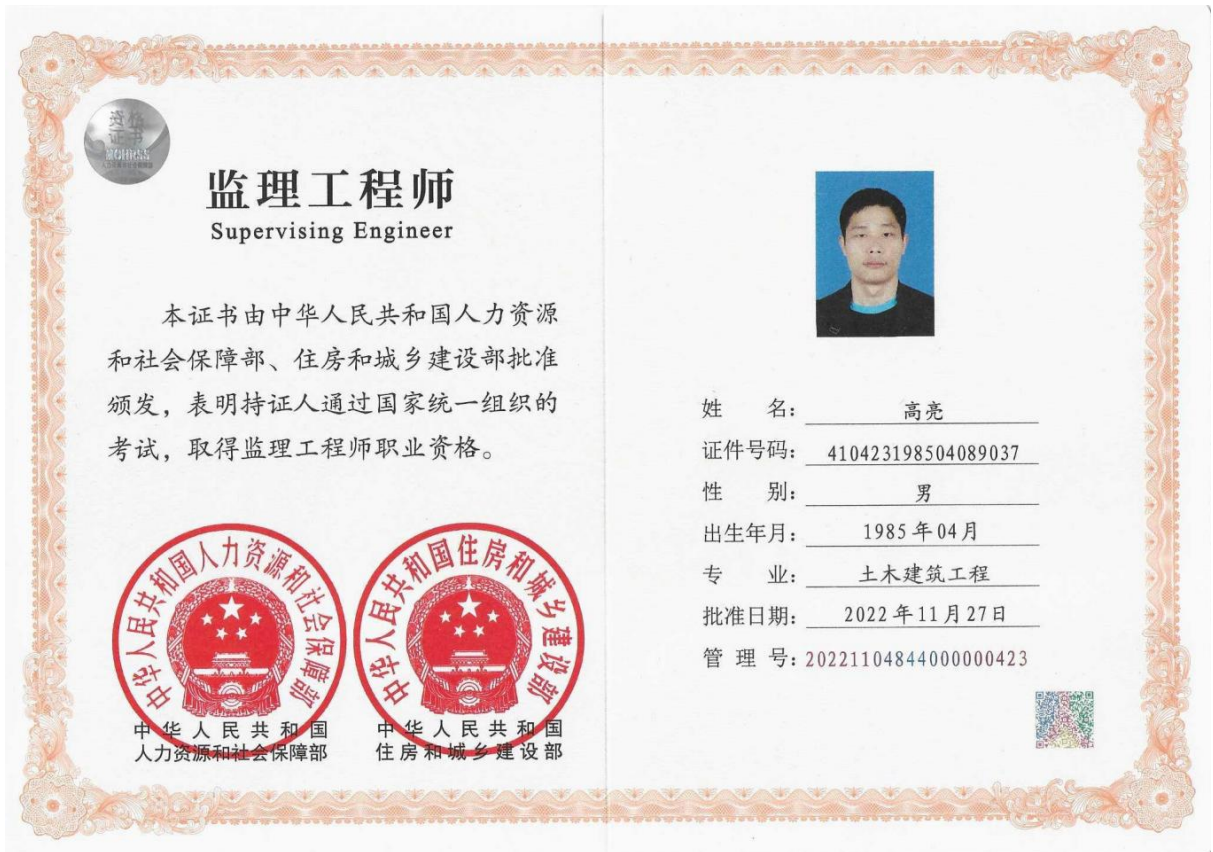 资格
证书
MOHRSS
监理工程师
Supervising Engineer
本证书由中华人民共和国人力资源
和社会保障部、住房和城乡建设部批准
颁发，表明持证人通过国家统一组织的
考试，取得监理工程师职业资格。
中华人民共和国人力资源和社会保障部
中华人民共和国
人力资源和社会保障部
中华人民共和国住房和城乡建设部
中华人民共和国
住房和城乡建设部
姓 名：高亮
证件号码：410423198504089037
性 别：男
出生年月：1985年04月
专 业：土木建筑工程
批准日期：2022年11月27日
管 理 号：20221104844000000423